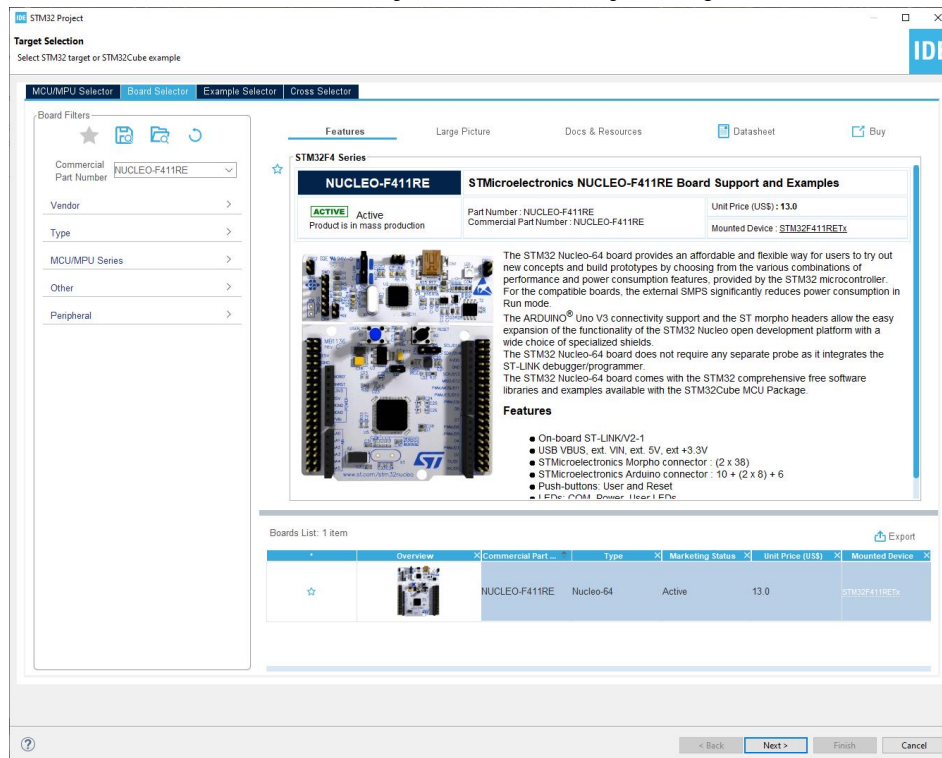 IDE STM32 Project
Target Selection
Select STM32 target or STM32Cube example
IDE
MCU/MPU Selector Board Selector Example Selector Cross Selector
Board Filters
Commercial Part Number NUCLEO-F411RE
Vendor
Type
MCU/MPU Series
Other
Peripheral
Features Large Picture Docs & Resources Datasheet Buy
STM32F4 Series
NUCLEO-F411RE STMicroelectronics NUCLEO-F411RE Board Support and Examples
ACTIVE Active
Product is in mass production
Part Number : NUCLEO-F411RE
Commercial Part Number : NUCLEO-F411RE
Unit Price (US$) : 13.0
Mounted Device : STM32F411RETx
The STM32 Nucleo-64 board provides an affordable and flexible way for users to try out
new concepts and build prototypes by choosing from the various combinations of
performance and power consumption features, provided by the STM32 microcontroller.
For the compatible boards, the external SMPS significantly reduces power consumption in
Run mode.
The ARDUINO® Uno V3 connectivity support and the ST morpho headers allow the easy
expansion of the functionality of the STM32 Nucleo open development platform with a
wide choice of specialized shields.
The STM32 Nucleo-64 board does not require any separate probe as it integrates the
ST-LINK debugger/programmer.
The STM32 Nucleo-64 board comes with the STM32 comprehensive free software
libraries and examples available with the STM32Cube MCU Package.
Features
● On-board ST-LINK/V2-1
● USB VBUS, ext. VIN, ext. 5V, ext +3.3V
● STMicroelectronics Morpho connector : (2 x 38)
● STMicroelectronics Arduino connector : 10 + (2 x 8) + 6
● Push-buttons: User and Reset
● LEDs: COM, Power, User LEDs
www.st.com/stm32nucleo
Boards List: 1 item
Export
* Overview Commercial Part ... Type Marketing Status Unit Price (US$) Mounted Device
NUCLEO-F411RE Nucleo-64 Active 13.0 STM32F411RETx
< Back Next > Finish Cancel